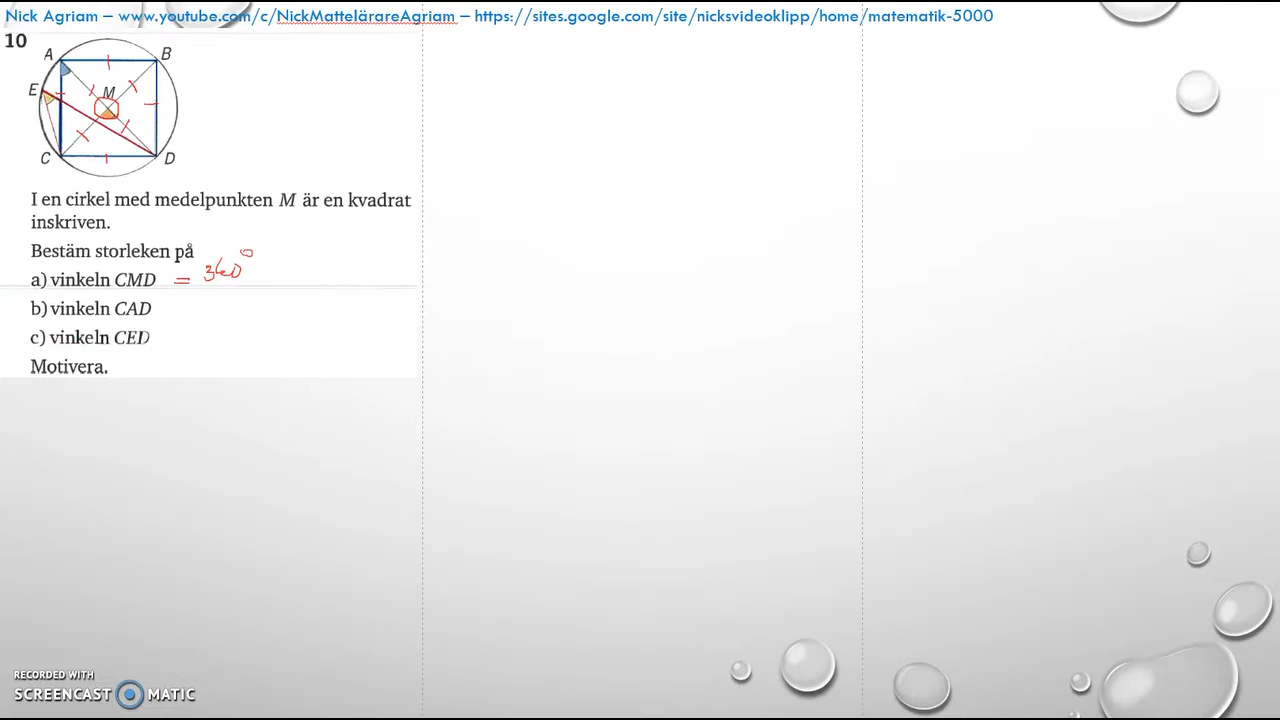 Nick Agriam – www.youtube.com/c/NickMattelärareAgriam – https://sites.google.com/site/nicksvideoklipp/home/matematik-5000
10
A B
E M
C D
I en cirkel med medelpunkten M är en kvadrat
inskriven.
Bestäm storleken på
a) vinkeln CMD = 360°
b) vinkeln CAD
c) vinkeln CED
Motivera.
RECORDED WITH
SCREENCAST MATIC